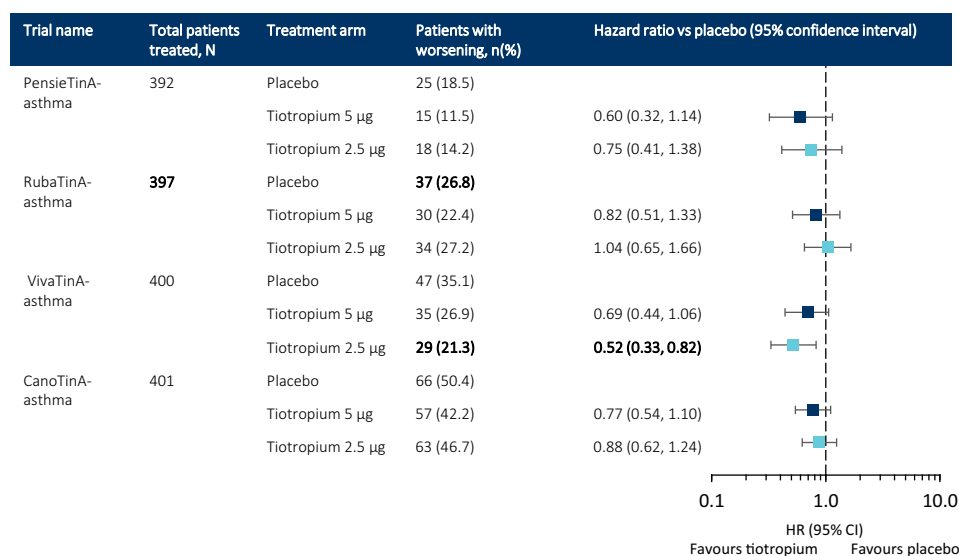 Trial name Total patients treated, N Treatment arm Patients with worsening, n(%) Hazard ratio vs placebo (95% confidence interval)
PensieTinA-asthma 392 Placebo 25 (18.5)
Tiotropium 5 µg 15 (11.5) 0.60 (0.32, 1.14)
Tiotropium 2.5 µg 18 (14.2) 0.75 (0.41, 1.38)
RubaTinA-asthma 397 Placebo 37 (26.8)
Tiotropium 5 µg 30 (22.4) 0.82 (0.51, 1.33)
Tiotropium 2.5 µg 34 (27.2) 1.04 (0.65, 1.66)
VivaTinA-asthma 400 Placebo 47 (35.1)
Tiotropium 5 µg 35 (26.9) 0.69 (0.44, 1.06)
Tiotropium 2.5 µg 29 (21.3) 0.52 (0.33, 0.82)
CanoTinA-asthma 401 Placebo 66 (50.4)
Tiotropium 5 µg 57 (42.2) 0.77 (0.54, 1.10)
Tiotropium 2.5 µg 63 (46.7) 0.88 (0.62, 1.24)
0.1 1.0 10.0
HR (95% CI)
Favours tiotropium Favours placebo